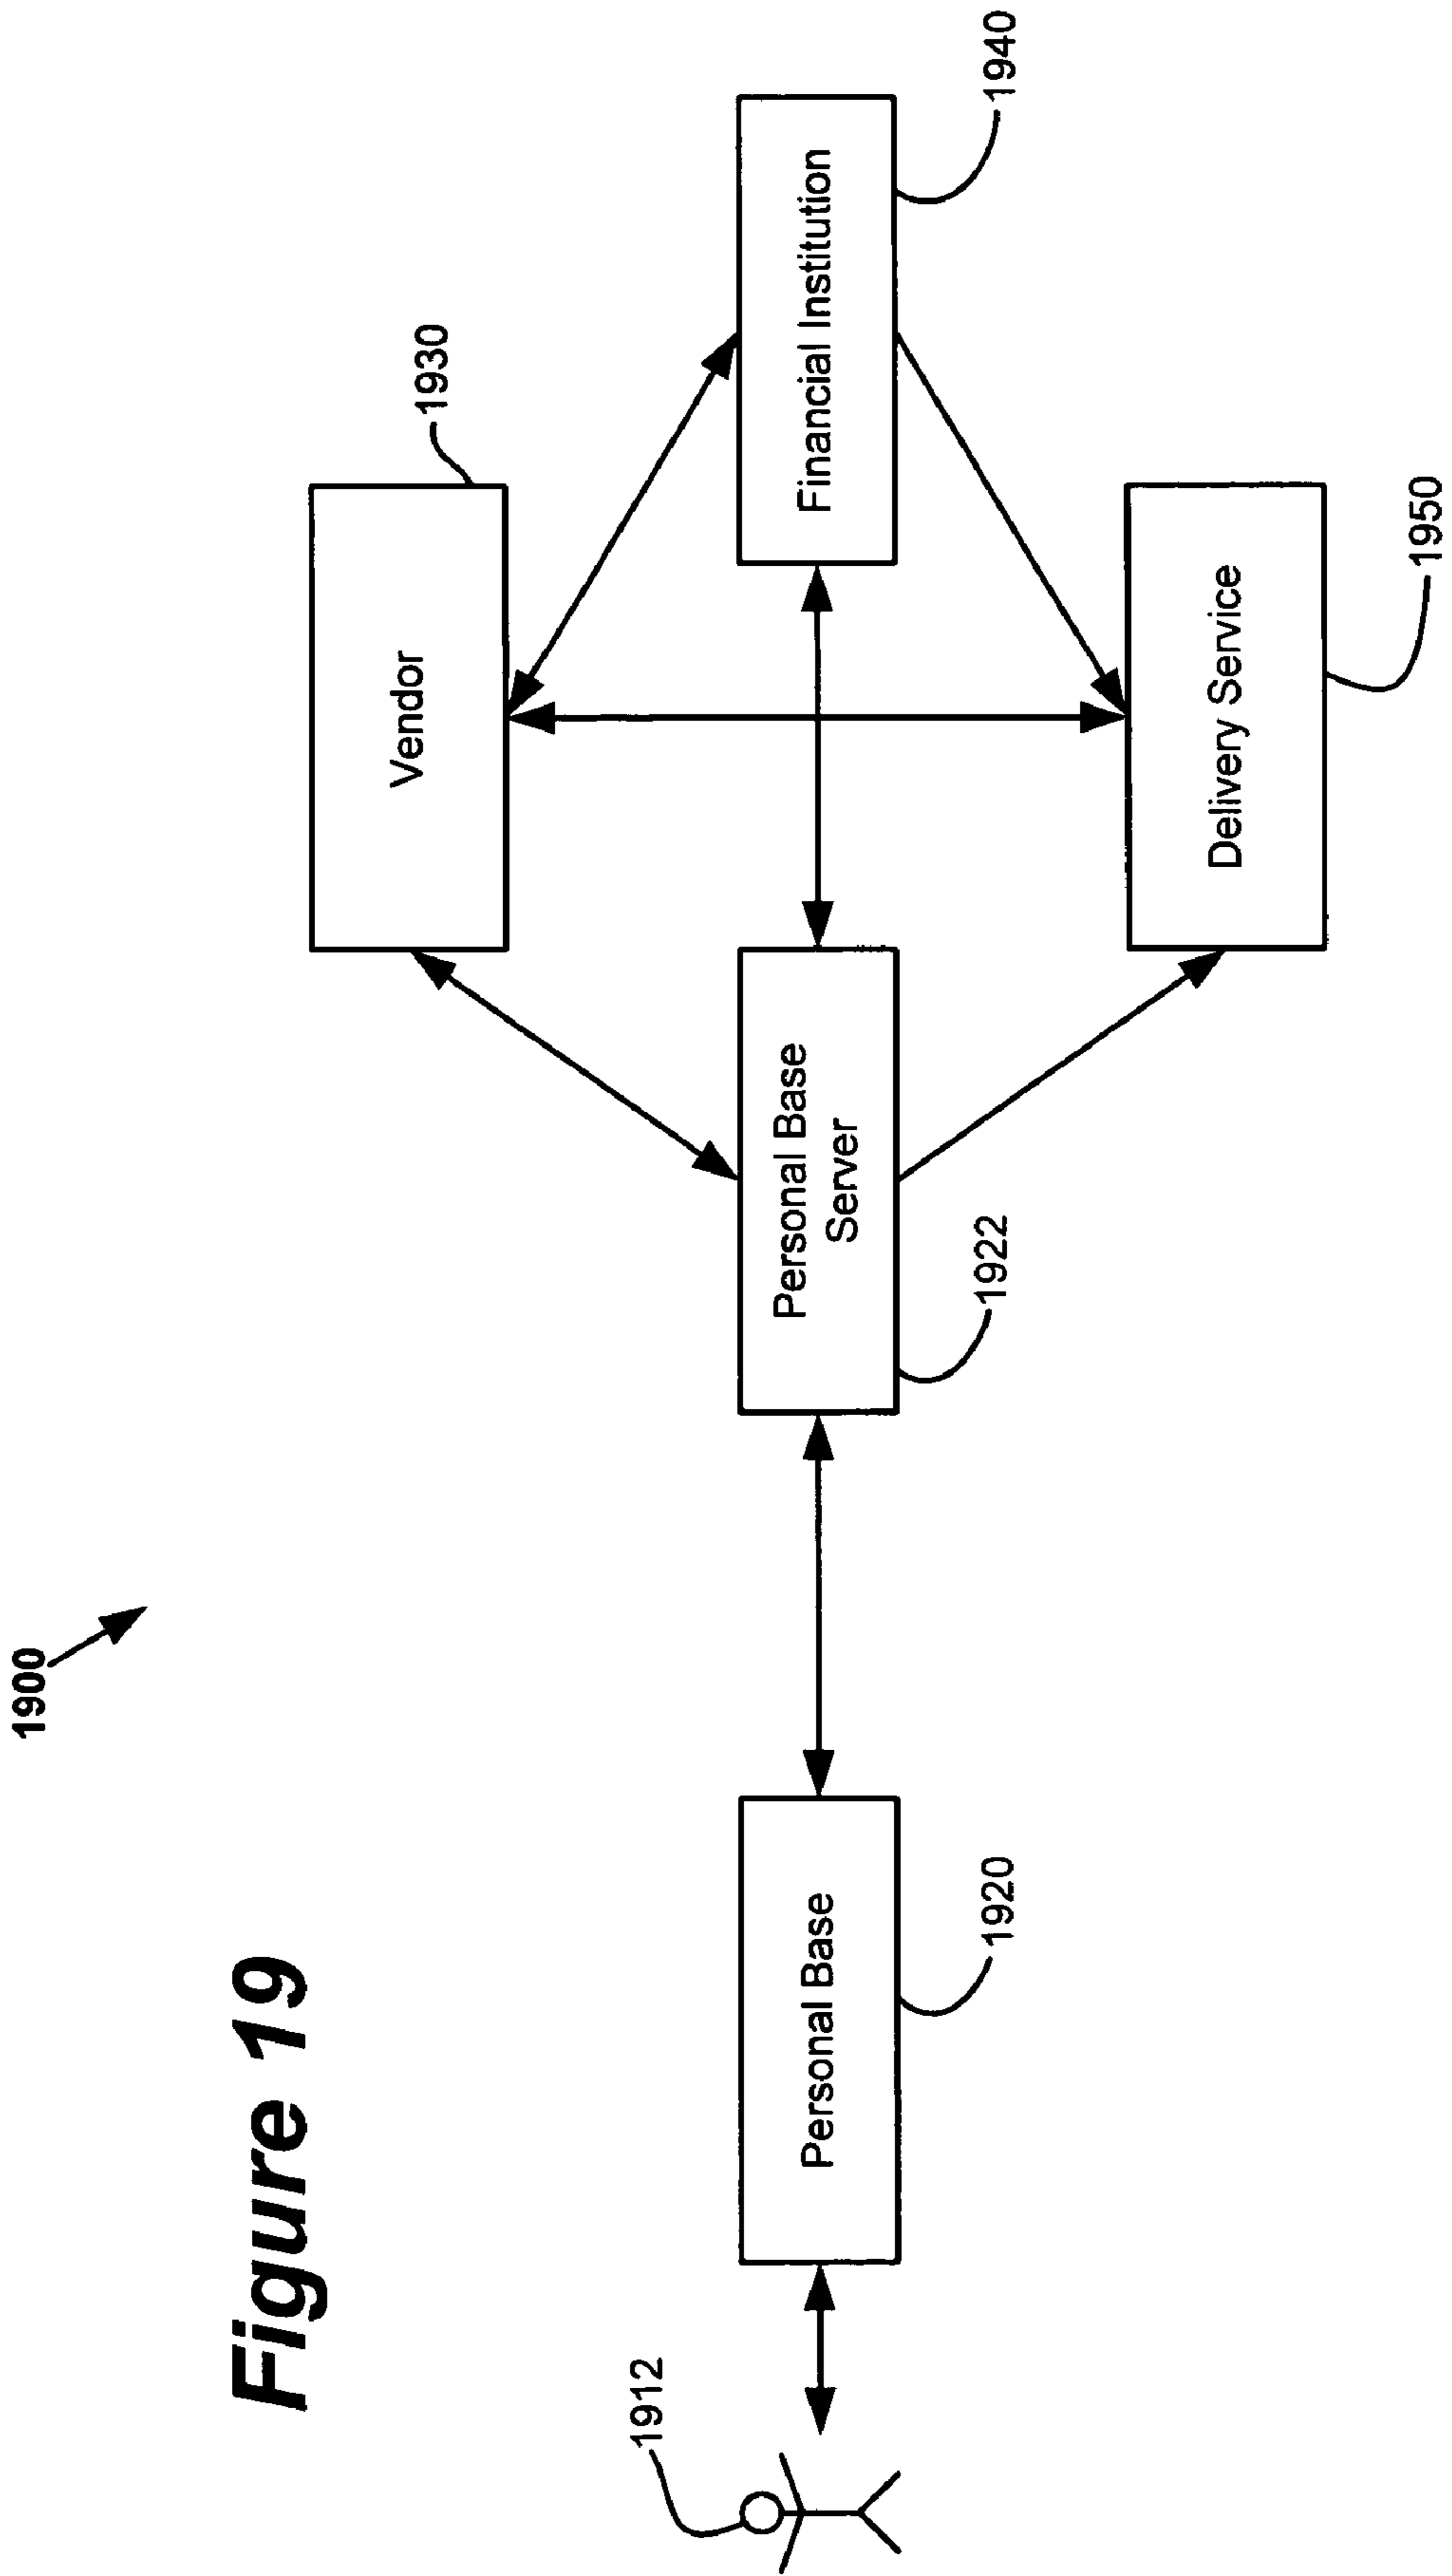 Figure 19
1900
1912
Personal Base
1920
Personal Base
Server
1922
Vendor
1930
Financial Institution
1940
Delivery Service
1950